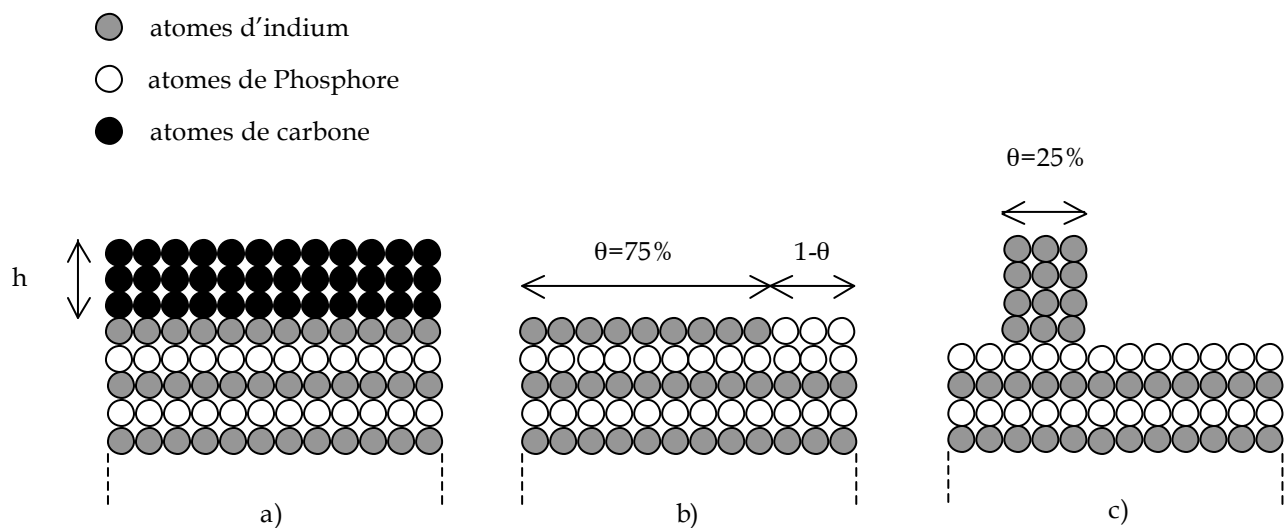 atomes d'indium
atomes de Phosphore
atomes de carbone
θ=25%
h
θ=75%
1-θ
a)
b)
c)